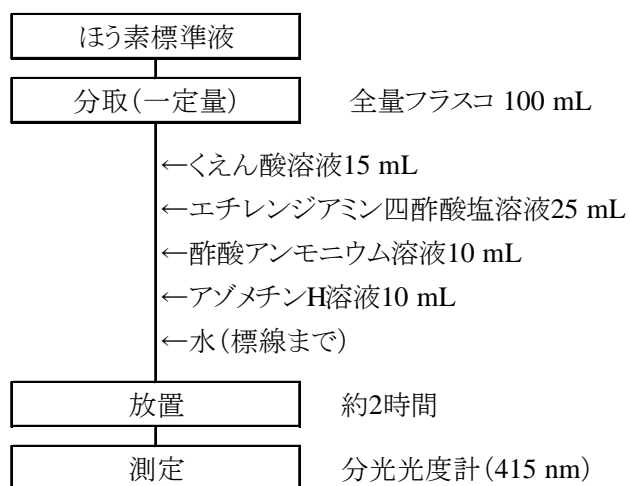 ほう素標準液
分取(一定量) 全量フラスコ 100 mL
←くえん酸溶液15 mL
←エチレンジアミン四酢酸塩溶液25 mL
←酢酸アンモニウム溶液10 mL
←アゾメチンH溶液10 mL
←水(標線まで)
放置 約2時間
測定 分光光度計(415 nm)